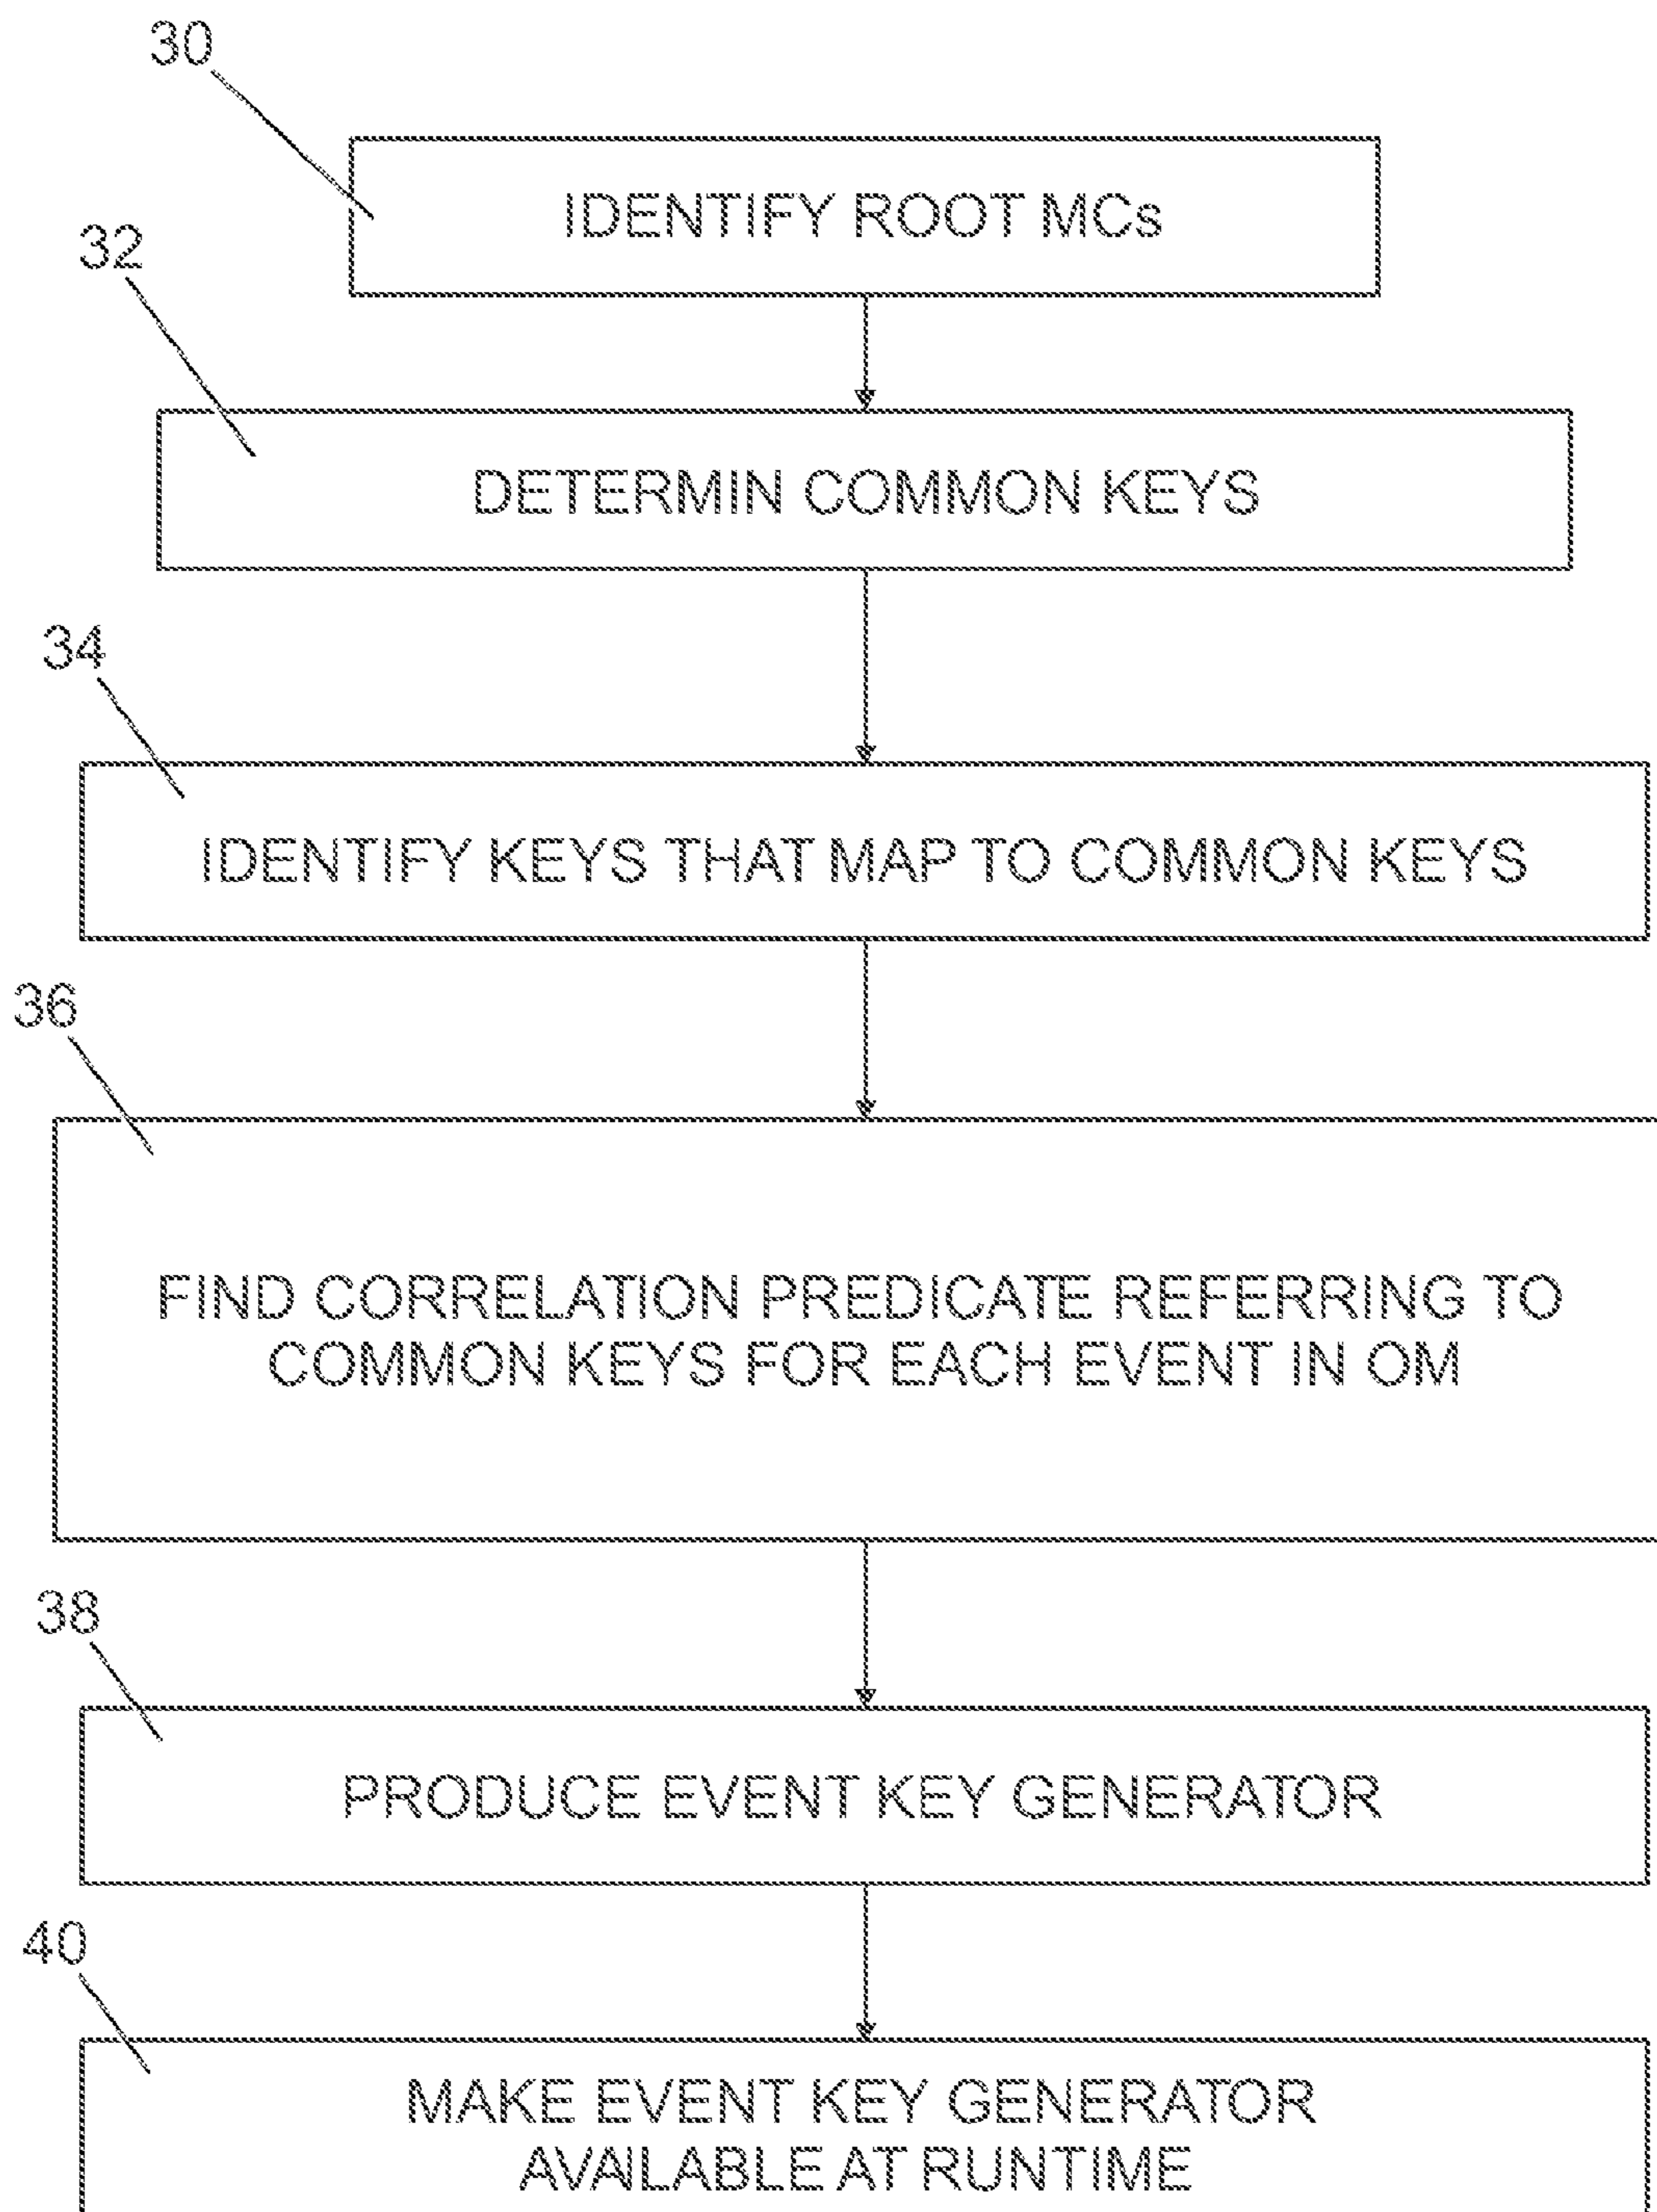 30
IDENTIFY ROOT MCs
32
DETERMIN COMMON KEYS
34
IDENTIFY KEYS THAT MAP TO COMMON KEYS
36
FIND CORRELATION PREDICATE REFERRING TO
COMMON KEYS FOR EACH EVENT IN OM
38
PRODUCE EVENT KEY GENERATOR
40
MAKE EVENT KEY GENERATOR
AVAILABLE AT RUNTIME